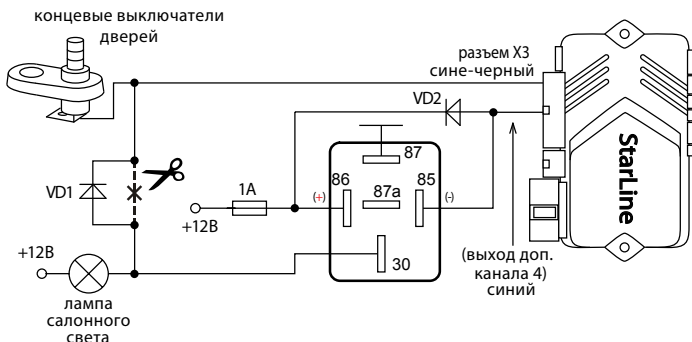 концевые выключатели
дверей
разъем X3
сине-черный
VD2
87
86
87a
85
(+)
(-)
VD1
1А
+12В
30
+12В
лампа
салонного
света
(выход доп.
канала 4)
синий
StarLine